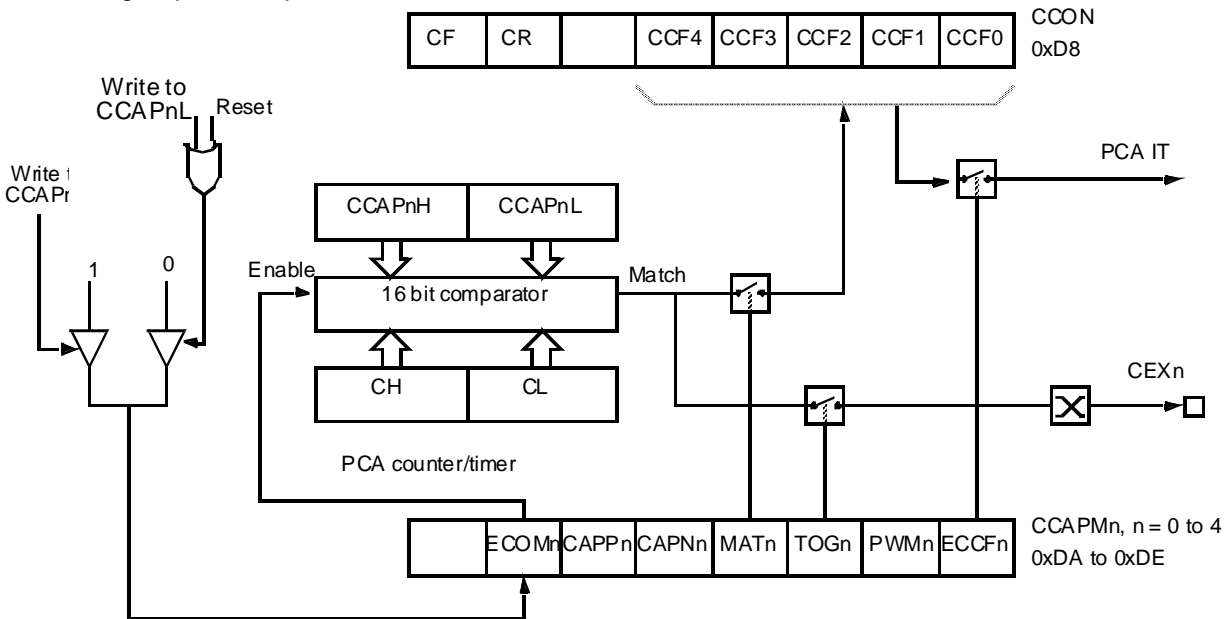 CF CR CCF4 CCF3 CCF2 CCF1 CCF0
CCON
0xD8
Write to
CCAPnL
Reset
Write
PCA IT
CCAPnH CCAPnL
1
0
Enable
16 bit comparator
Match
CH CL
CEXn
PCA counter/timer
ECOMn CAPPn CAPNn MATn TOGn PWMn ECCFn
CCAPMn, n = 0 to 4
0xDA to 0xDE